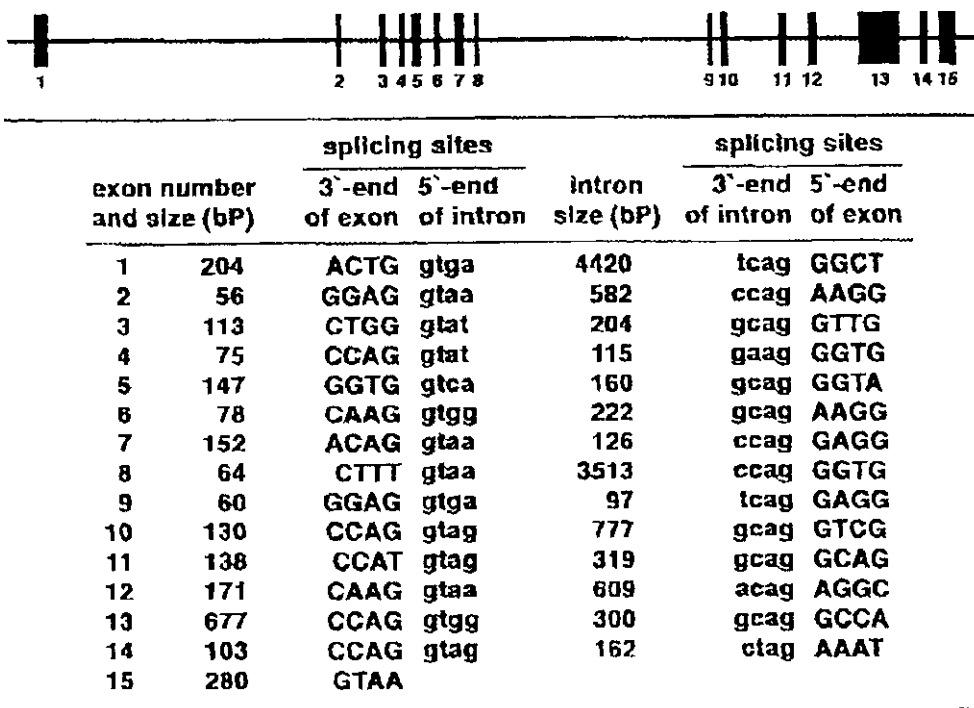 1 2 3 4 5 6 7 8 9 10 11 12 13 14 15
splicing sites splicing sites
exon number 3`-end 5`-end intron 3`-end 5`-end
and size (bP) of exon of intron size (bP) of intron of exon
1 204 ACTG gtga 4420 tcag GGCT
2 56 GGAG gtaa 582 ccag AAGG
3 113 CTGG gtat 204 gcag GTTG
4 75 CCAG gtat 115 gaag GGTG
5 147 GGTG gtca 160 gcag GGTA
6 78 CAAG gtgg 222 gcag AAGG
7 152 ACAG gtaa 126 ccag GAGG
8 64 CTTT gtaa 3513 ccag GGTG
9 60 GGAG gtga 97 tcag GAGG
10 130 CCAG gtag 777 gcag GTCG
11 138 CCAT gtag 319 gcag GCAG
12 171 CAAG gtaa 609 acag AGGC
13 677 CCAG gtgg 300 gcag GCCA
14 103 CCAG gtag 162 ctag AAAT
15 280 GTAA